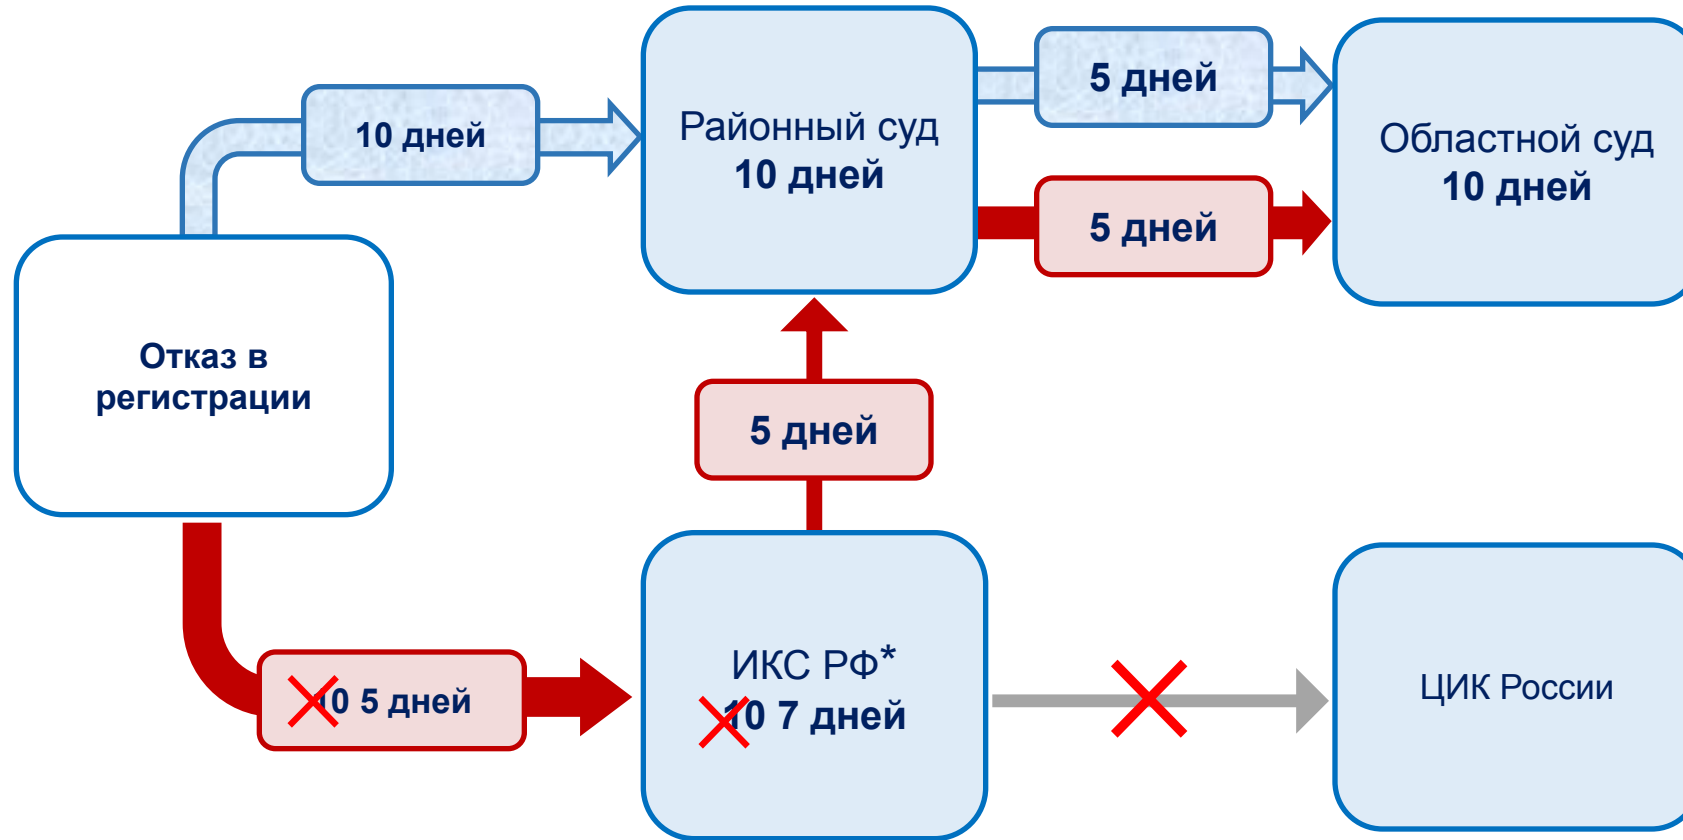 10 дней
Районный суд
10 дней
5 дней
Областной суд
10 дней
5 дней
Отказ в
регистрации
5 дней
10 5 дней
ИКС РФ*
10 7 дней
ЦИК России